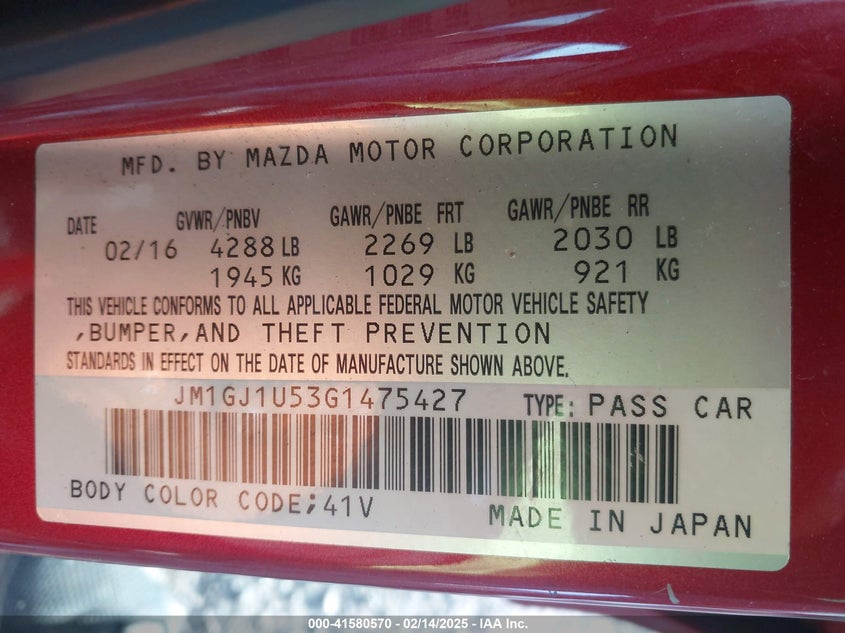 MFD. BY MAZDA MOTOR CORPORATION
DATE GVWR/PNBV GAWR/PNBE FRT GAWR/PNBE RR
02/16 4288 LB 2269 LB 2030 LB
1945 KG 1029 KG 921 KG
THIS VEHICLE CONFORMS TO ALL APPLICABLE FEDERAL MOTOR VEHICLE SAFETY
,BUMPER,AND THEFT PREVENTION
STANDARDS IN EFFECT ON THE DATE OF MANUFACTURE SHOWN ABOVE.
JM1GJ1U53G1475427 TYPE: PASS CAR
BODY COLOR CODE;41V
MADE IN JAPAN
000-41580570 - 02/14/2025 - IAA Inc.